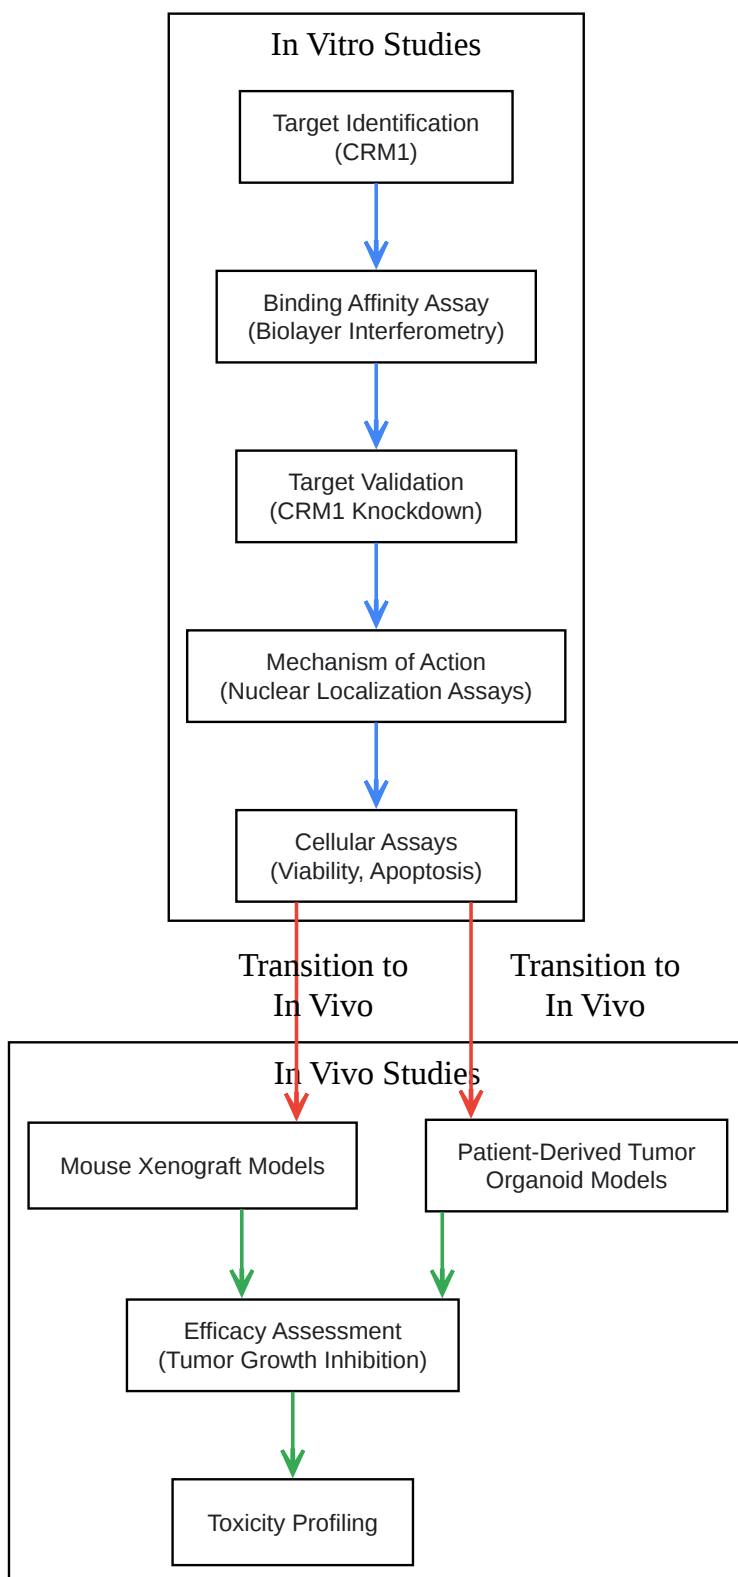 In Vitro Studies
Target Identification
(CRM1)
Binding Affinity Assay
(Biolayer Interferometry)
Target Validation
(CRM1 Knockdown)
Mechanism of Action
(Nuclear Localization Assays)
Cellular Assays
(Viability, Apoptosis)
Transition to
In Vivo
Transition to
In Vivo
In Vivo Studies
Mouse Xenograft Models
Patient-Derived Tumor
Organoid Models
Efficacy Assessment
(Tumor Growth Inhibition)
Toxicity Profiling